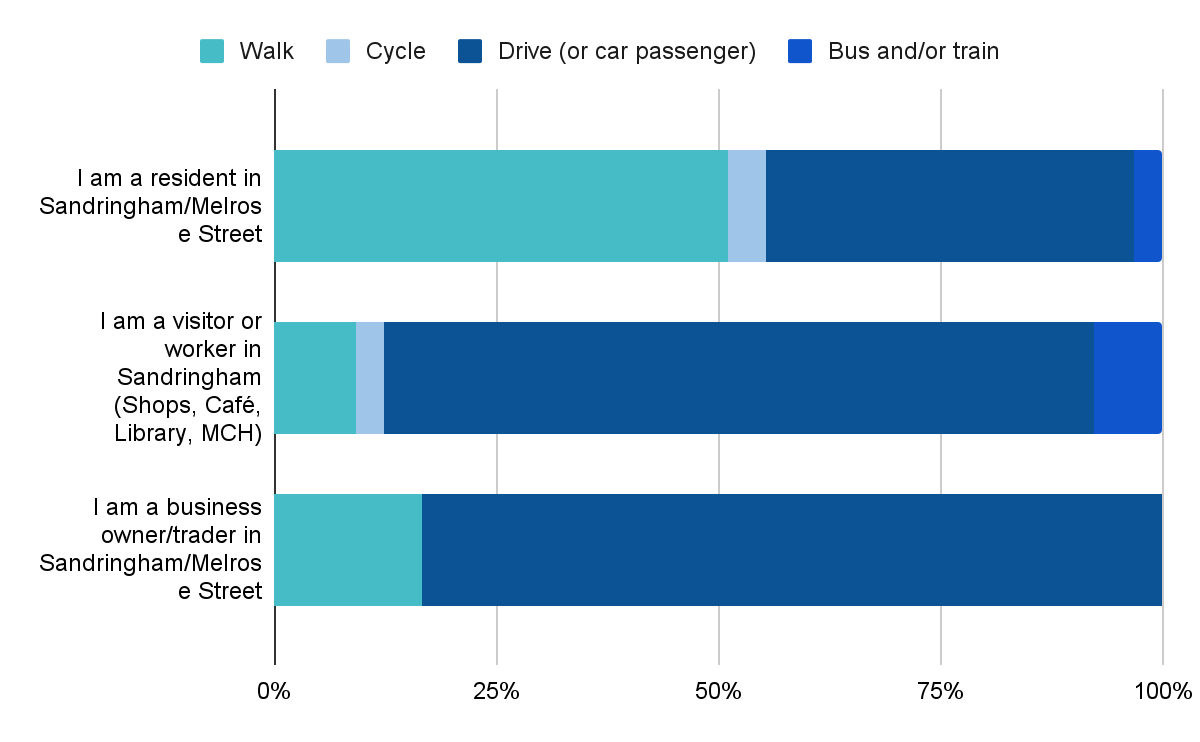 Walk Cycle Drive (or car passenger) Bus and/or train
I am a resident in
Sandringham/Melros
e Street
I am a visitor or
worker in
Sandringham
(Shops, Café,
Library, MCH)
I am a business
owner/trader in
Sandringham/Melros
e Street
0% 25% 50% 75% 100%